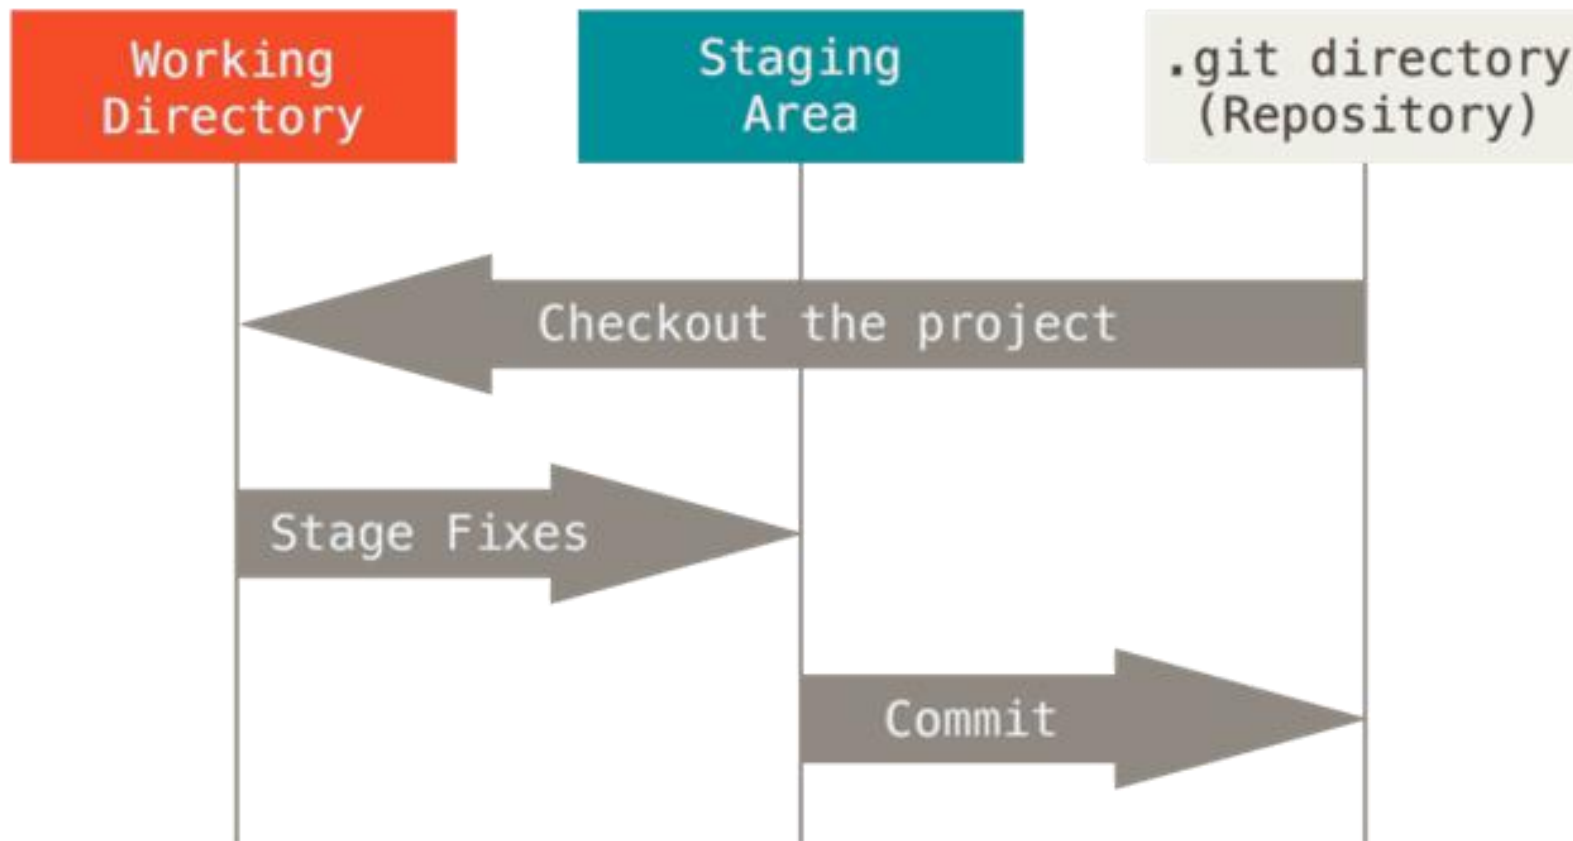 Working
Directory
Staging
Area
.git directory
(Repository)
Checkout the project
Stage Fixes
Commit